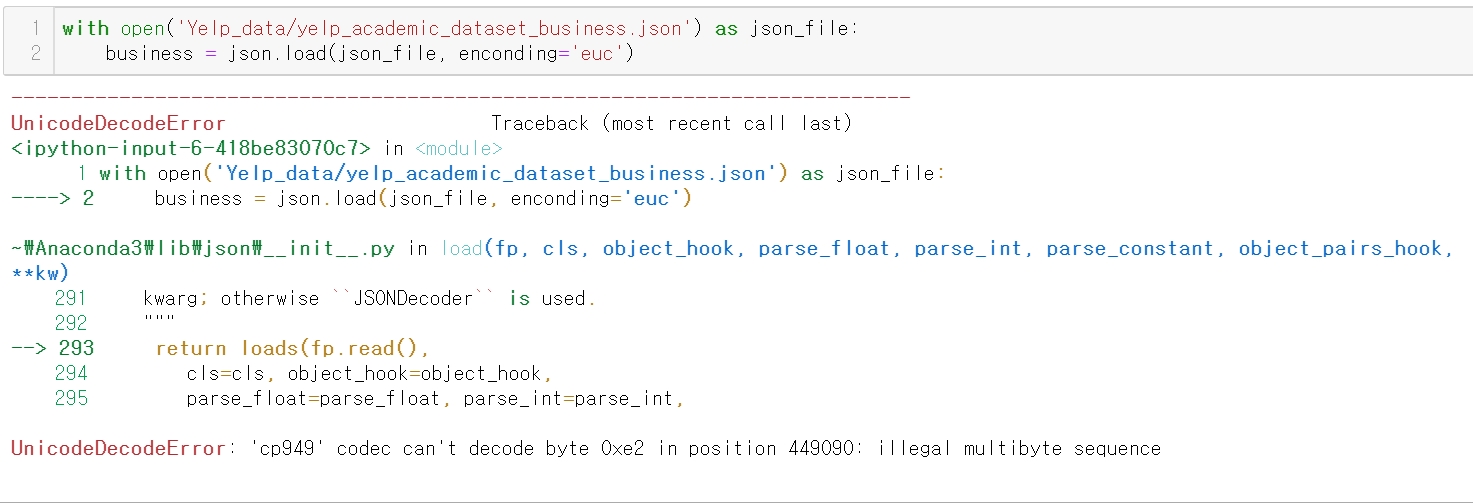 1 with open('Yelp_data/yelp_academic_dataset_business.json') as json_file:
2     business = json.load(json_file, enconding='euc')
---------------------------------------------------------------------------
UnicodeDecodeError                        Traceback (most recent call last)
<ipython-input-6-418be83070c7> in <module>
      1 with open('Yelp_data/yelp_academic_dataset_business.json') as json_file:
----> 2     business = json.load(json_file, enconding='euc')
~₩Anaconda3₩lib₩json₩__init__.py in load(fp, cls, object_hook, parse_float, parse_int, parse_constant, object_pairs_hook,
**kw)
    291     kwarg; otherwise ``JSONDecoder`` is used.
    292     """
--> 293     return loads(fp.read(),
    294         cls=cls, object_hook=object_hook,
    295         parse_float=parse_float, parse_int=parse_int,
UnicodeDecodeError: 'cp949' codec can't decode byte 0xe2 in position 449090: illegal multibyte sequence